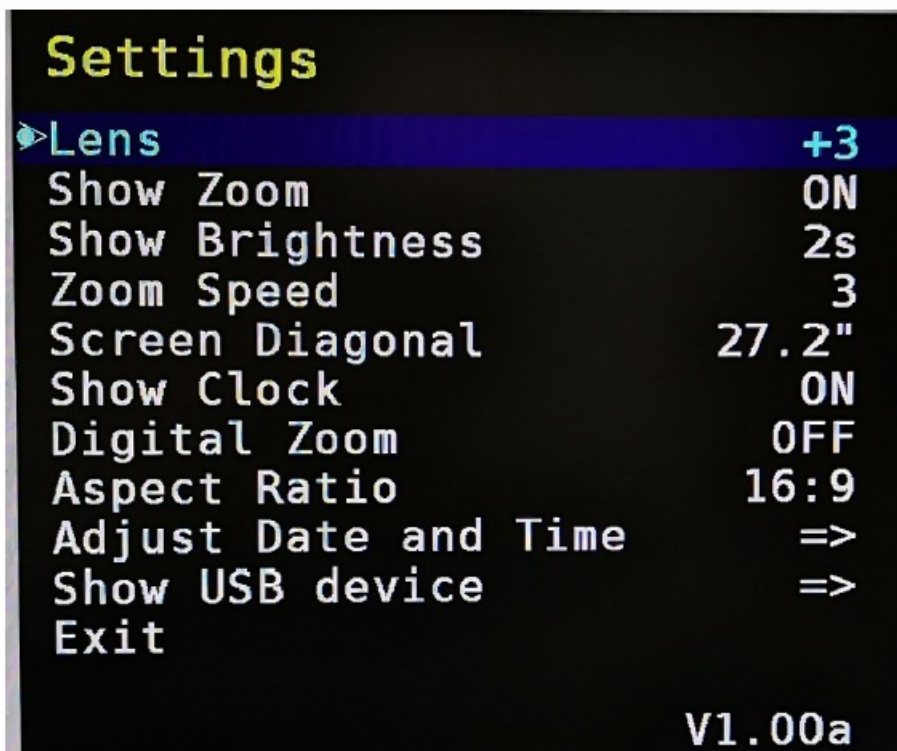 Settings
Lens +3
Show Zoom ON
Show Brightness 2s
Zoom Speed 3
Screen Diagonal 27.2"
Show Clock ON
Digital Zoom OFF
Aspect Ratio 16:9
Adjust Date and Time =>
Show USB device =>
Exit
V1.00a